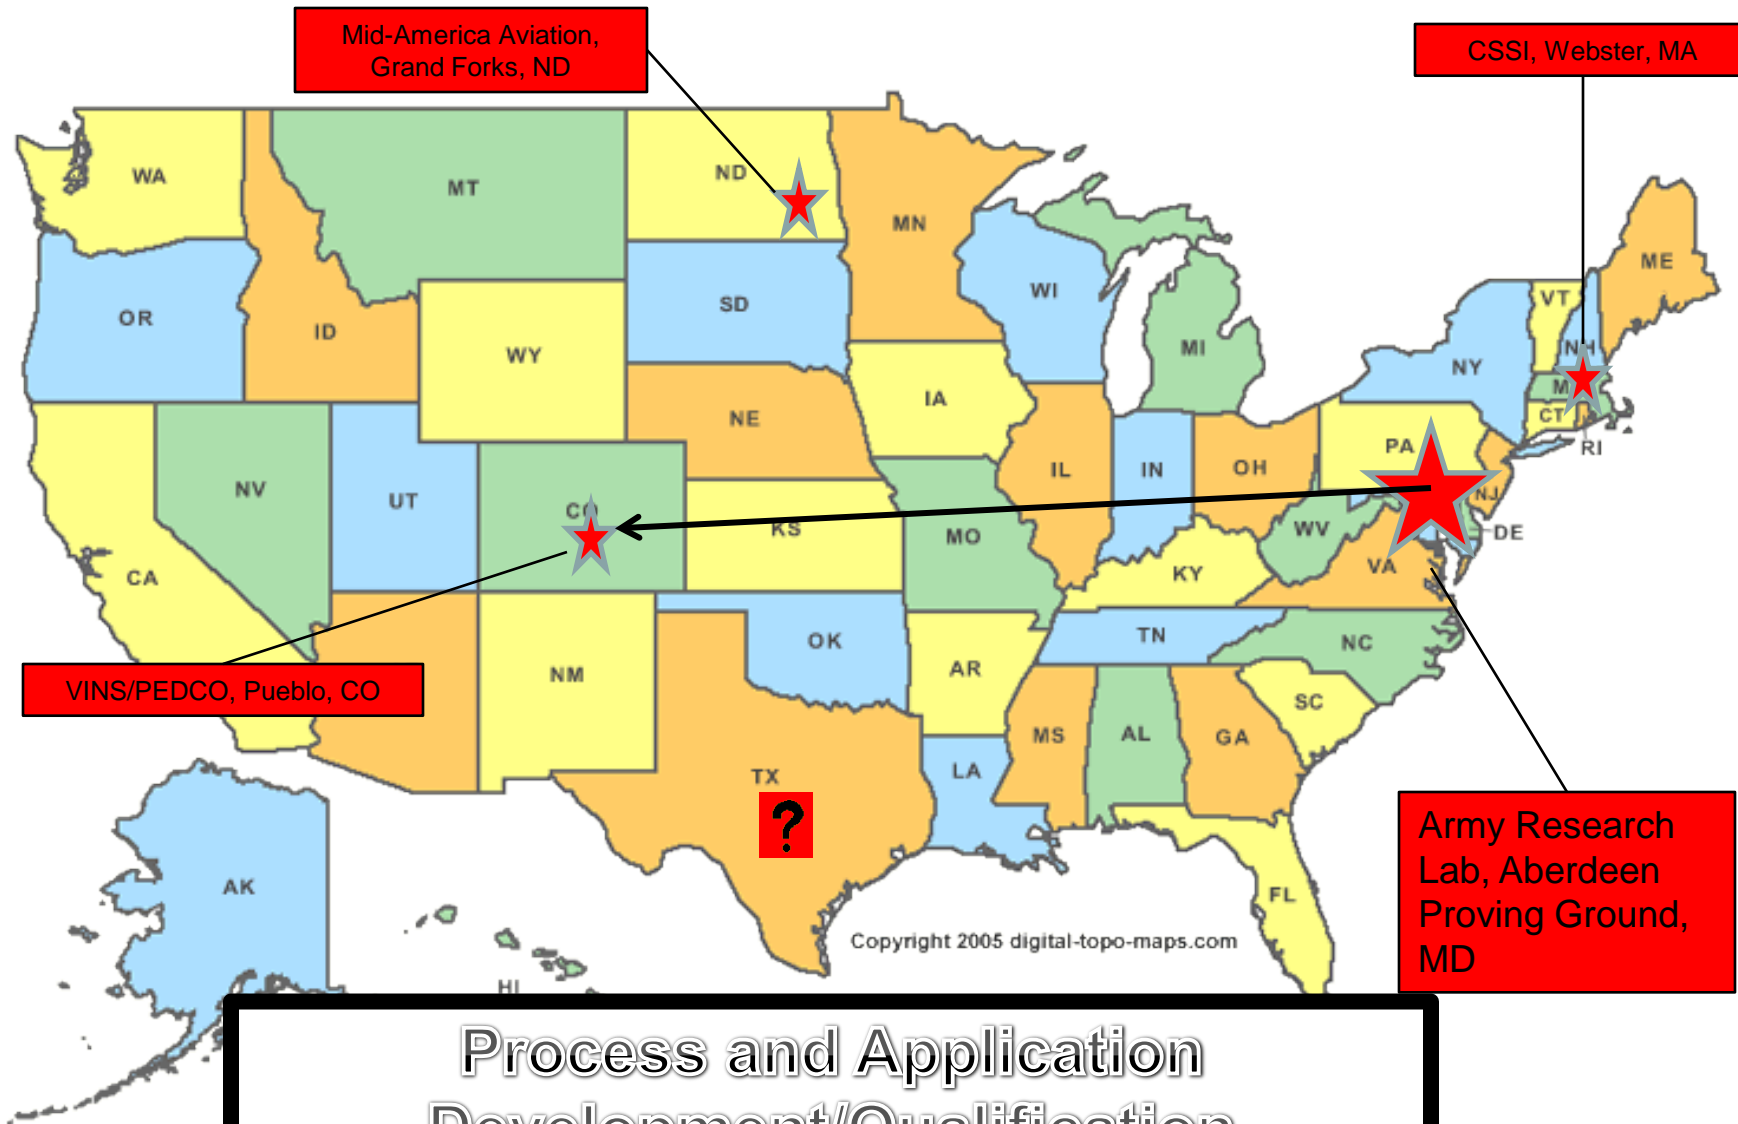 Mid-America Aviation,
Grand Forks, ND
CSSI, Webster, MA
WA
MT
ND
MN
ME
OR
ID
SD
WI
VT
WY
MI
NH
NY
M
IA
NE
CT
PA
RI
NV
UT
IL
IN
OH
NJ
CO
KS
MO
WV
DE
CA
KY
VA
TN
NC
OK
NM
AR
VINS/PEDCO, Pueblo, CO
SC
MS
AL
GA
TX
LA
?
Army Research
Lab, Aberdeen
Proving Ground,
MD
AK
FL
Copyright 2005 digital-topo-maps.com
HI
Process and Application
Development/Qualification